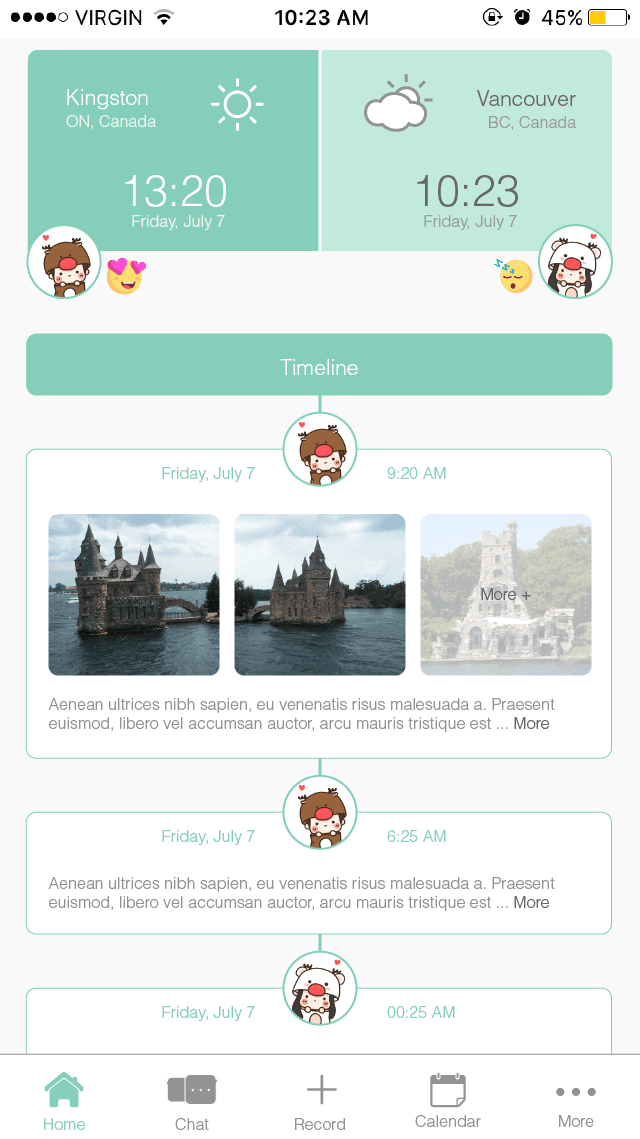 VIRGIN 10:23 AM 45%
Kingston
ON, Canada
13:20
Friday, July 7
Vancouver
BC, Canada
10:23
Friday, July 7
Timeline
Friday, July 7 9:20 AM
More +
Aenean ultrices nibh sapien, eu venenatis risus malesuada a. Praesent
euismod, libero vel accumsan auctor, arcu mauris tristique est ... More
Friday, July 7 6:25 AM
Aenean ultrices nibh sapien, eu venenatis risus malesuada a. Praesent
euismod, libero vel accumsan auctor, arcu mauris tristique est ... More
Friday, July 7 00:25 AM
Home Chat Record Calendar More